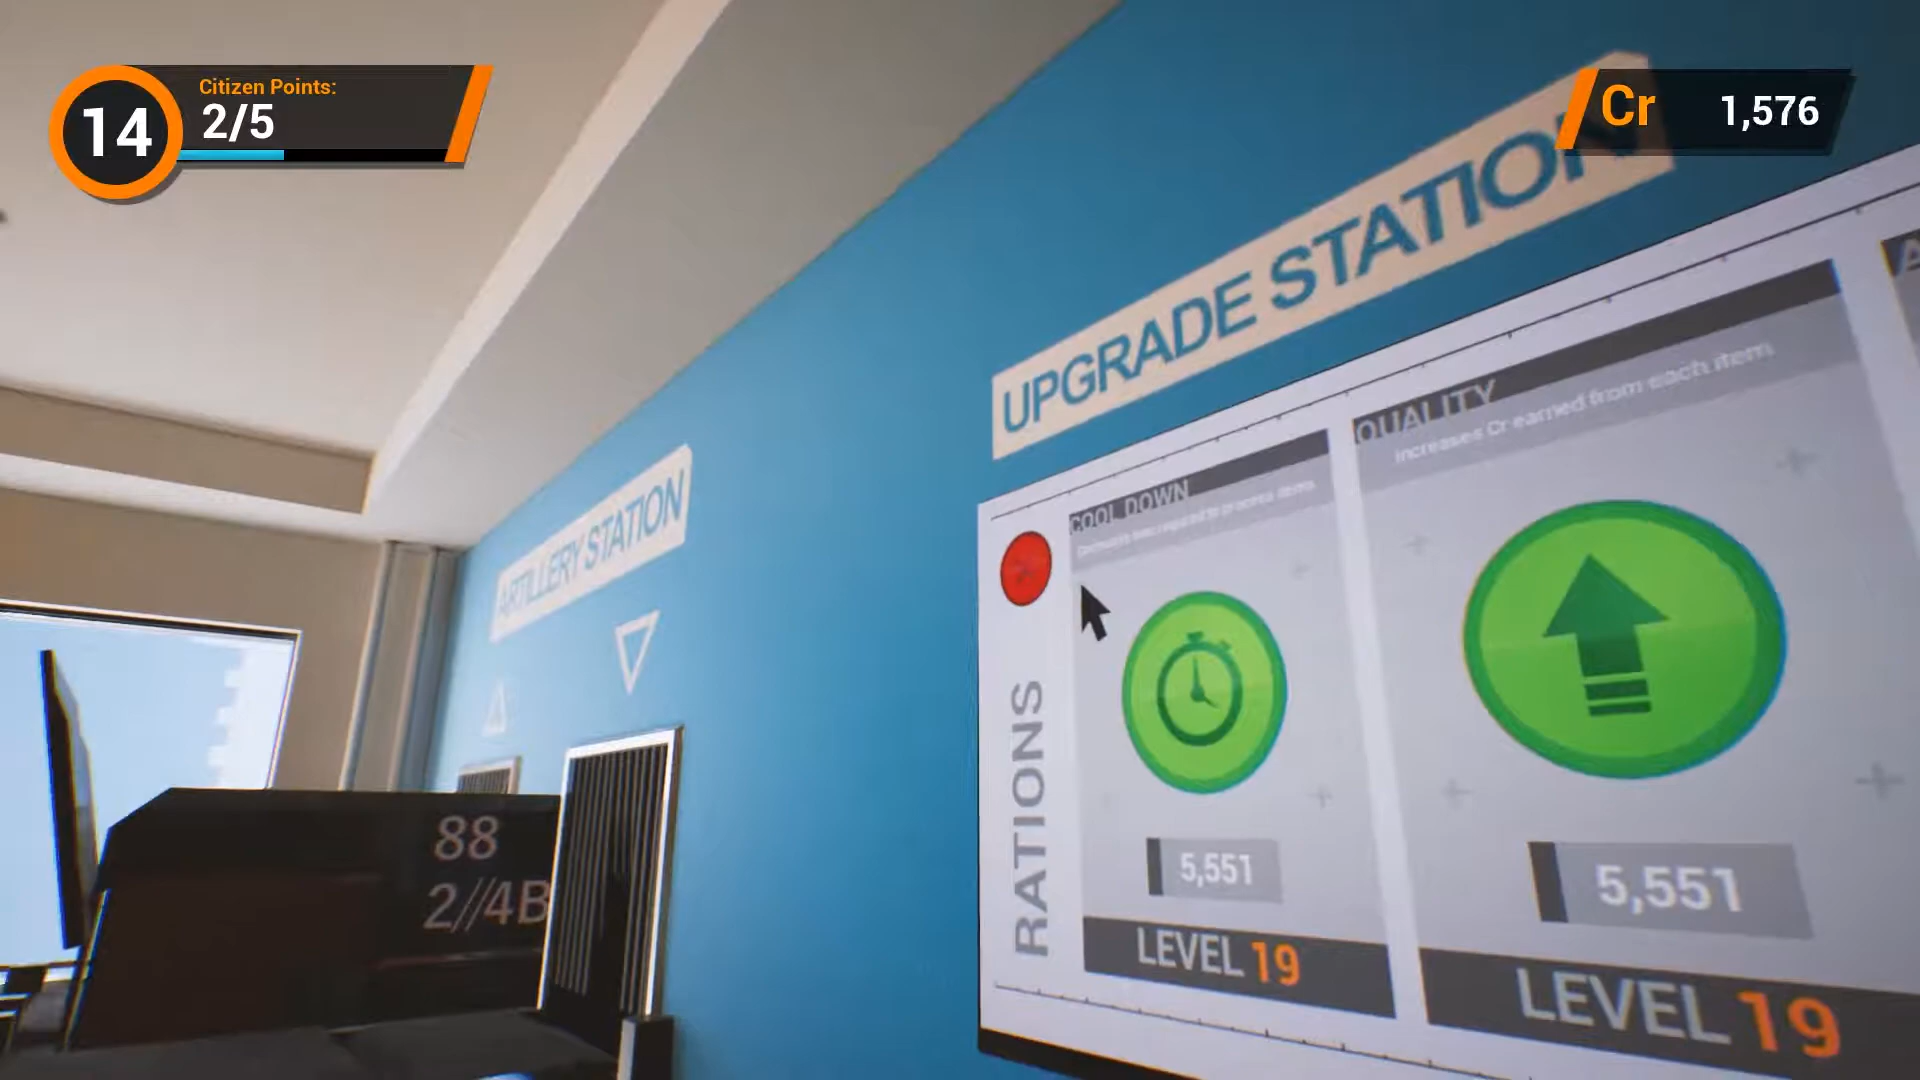 14
Citizen Points:
2/5
Cr 1,576
UPGRADE STATION
ARTILLERY STATION
QUALITY
Increases Cr earned from each item
COOL DOWN
RATIONS
5,551
5,551
LEVEL 19
LEVEL 19
88
2//4B